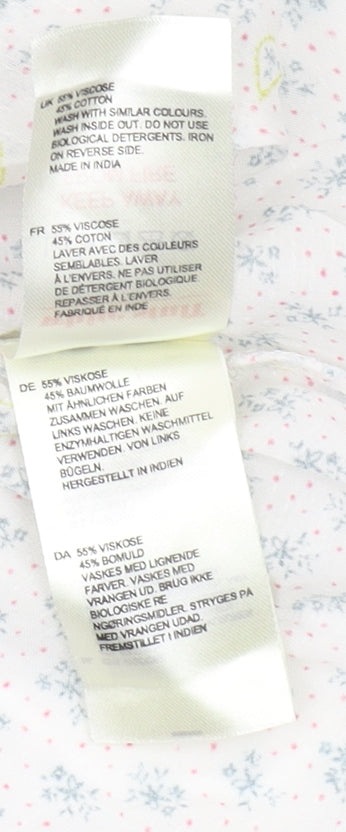 UK 55% VISCOSE
45% COTTON
WASH WITH SIMILAR COLOURS.
WASH INSIDE OUT. DO NOT USE
BIOLOGICAL DETERGENTS. IRON
ON REVERSE SIDE.
MADE IN INDIA
KEEP AWAY
FR 55% VISCOSE
45% COTON
LAVER AVEC DES COULEURS
SEMBLABLES. LAVER
À L'ENVERS. NE PAS UTILISER
DE DÉTERGENT BIOLOGIQUE.
REPASSER À L'ENVERS.
FABRIQUÉ EN INDE
DE 55% VISKOSE
45% BAUMWOLLE
MIT ÄHNLICHEN FARBEN
ZUSAMMEN WASCHEN. AUF
LINKS WASCHEN. KEINE
ENZYMHALTIGEN WASCHMITTEL
VERWENDEN. VON LINKS
BÜGELN.
HERGESTELLT IN INDIEN
DA 55% VISKOSE
45% BOMULD
VASKES MED LIGNENDE
FARVER. VASKES MED
VRANGEN UD. BRUG IKKE
BIOLOGISKE RE
NGØRINGSMIDLER. STRYGES PÅ
MED VRANGEN UDAD.
FREMSTILLET I INDIEN